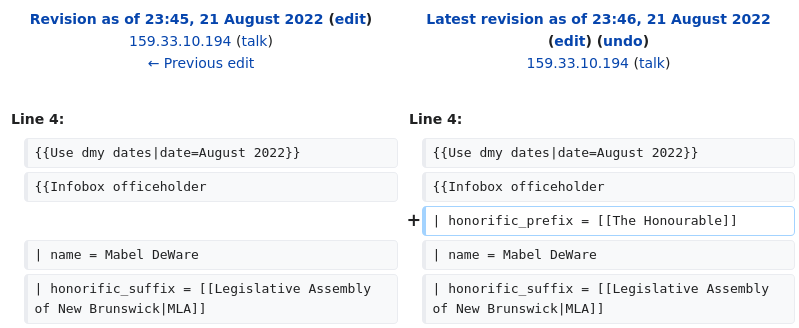 Revision as of 23:45, 21 August 2022 (edit)
159.33.10.194 (talk)
← Previous edit
Latest revision as of 23:46, 21 August 2022
(edit) (undo)
159.33.10.194 (talk)
Line 4:
Line 4:
{{Use dmy dates|date=August 2022}}
{{Use dmy dates|date=August 2022}}
{{Infobox officeholder
{{Infobox officeholder
+
| honorific_prefix = [[The Honourable]]
| name = Mabel DeWare
| name = Mabel DeWare
| honorific_suffix = [[Legislative Assembly
of New Brunswick|MLA]]
| honorific_suffix = [[Legislative Assembly
of New Brunswick|MLA]]